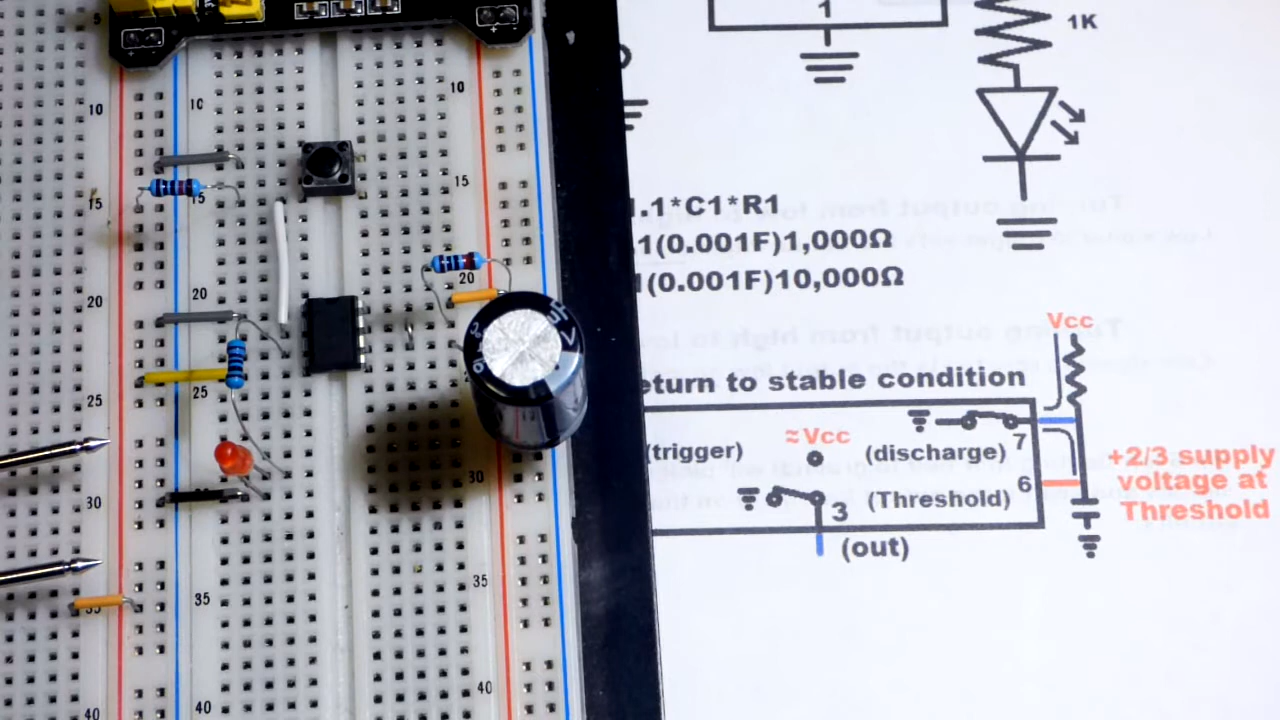 1
1K
.1*C1*R1
.1(0.001F)1,000Ω
1(0.001F)10,000Ω
Vcc
eturn to stable condition
(trigger)
≈Vcc
(discharge)
7
6
(Threshold)
3
(out)
+2/3 supply
voltage at
Threshold
10
10
10
15
15
15
20
20
20
25
25
30
30
35
35
35
40
40
40